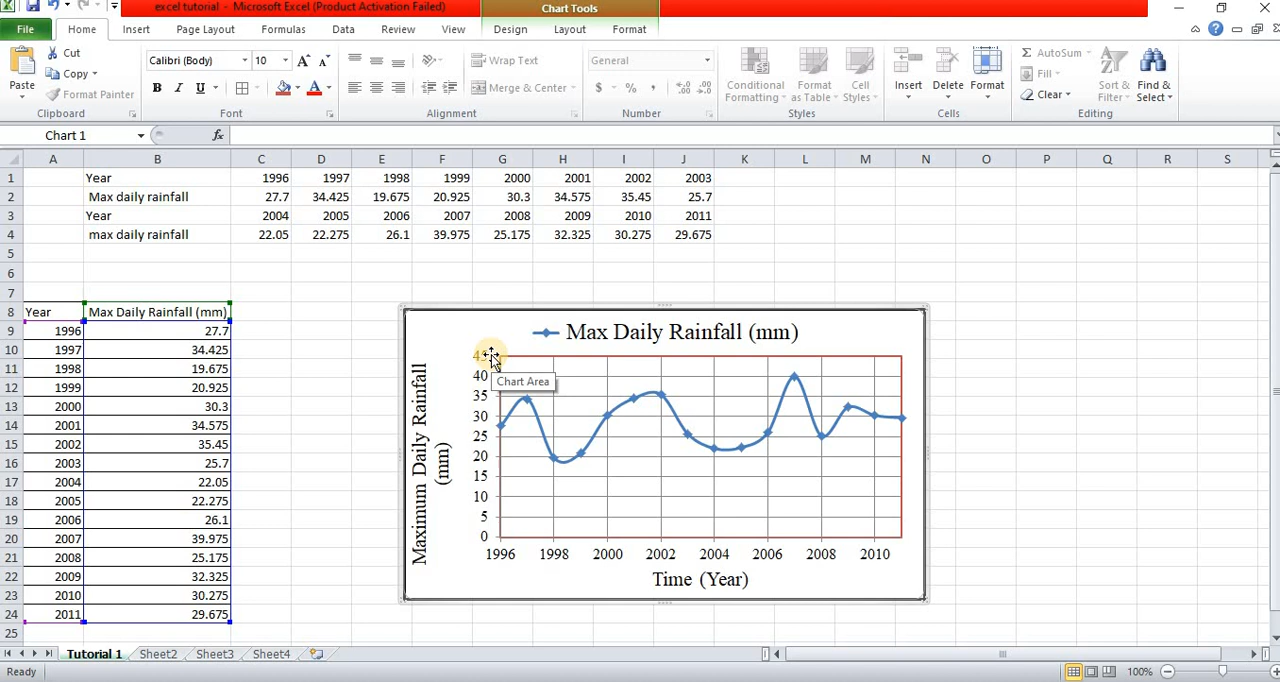 excel tutorial - Microsoft Excel (Product Activation Failed)
Chart Tools
File Home Insert Page Layout Formulas Data Review View Design Layout Format
Paste
Cut
Copy
Format Painter
Clipboard
Calibri (Body) 10
B I U A
Font
Wrap Text
Merge & Center
Alignment
General
$ % ,
Number
Conditional Formatting
Format as Table
Cell Styles
Styles
Insert Delete Format
Cells
AutoSum
Fill
Clear
Sort & Filter
Find & Select
Editing
Chart 1 fx
A B C D E F G H I J K L M N O P Q R S
1 Year 1996 1997 1998 1999 2000 2001 2002 2003
2 Max daily rainfall 27.7 34.425 19.675 20.925 30.3 34.575 35.45 25.7
3 Year 2004 2005 2006 2007 2008 2009 2010 2011
4 max daily rainfall 22.05 22.275 26.1 39.975 25.175 32.325 30.275 29.675
5
6
7
8 Year Max Daily Rainfall (mm)
9 1996 27.7
10 1997 34.425
11 1998 19.675
12 1999 20.925
13 2000 30.3
14 2001 34.575
15 2002 35.45
16 2003 25.7
17 2004 22.05
18 2005 22.275
19 2006 26.1
20 2007 39.975
21 2008 25.175
22 2009 32.325
23 2010 30.275
24 2011 29.675
25
Max Daily Rainfall (mm)
Maximum Daily Rainfall
(mm)
45
Chart Area
40
35
30
25
20
15
10
5
0
1996 1998 2000 2002 2004 2006 2008 2010
Time (Year)
Tutorial 1 Sheet2 Sheet3 Sheet4
Ready 100%